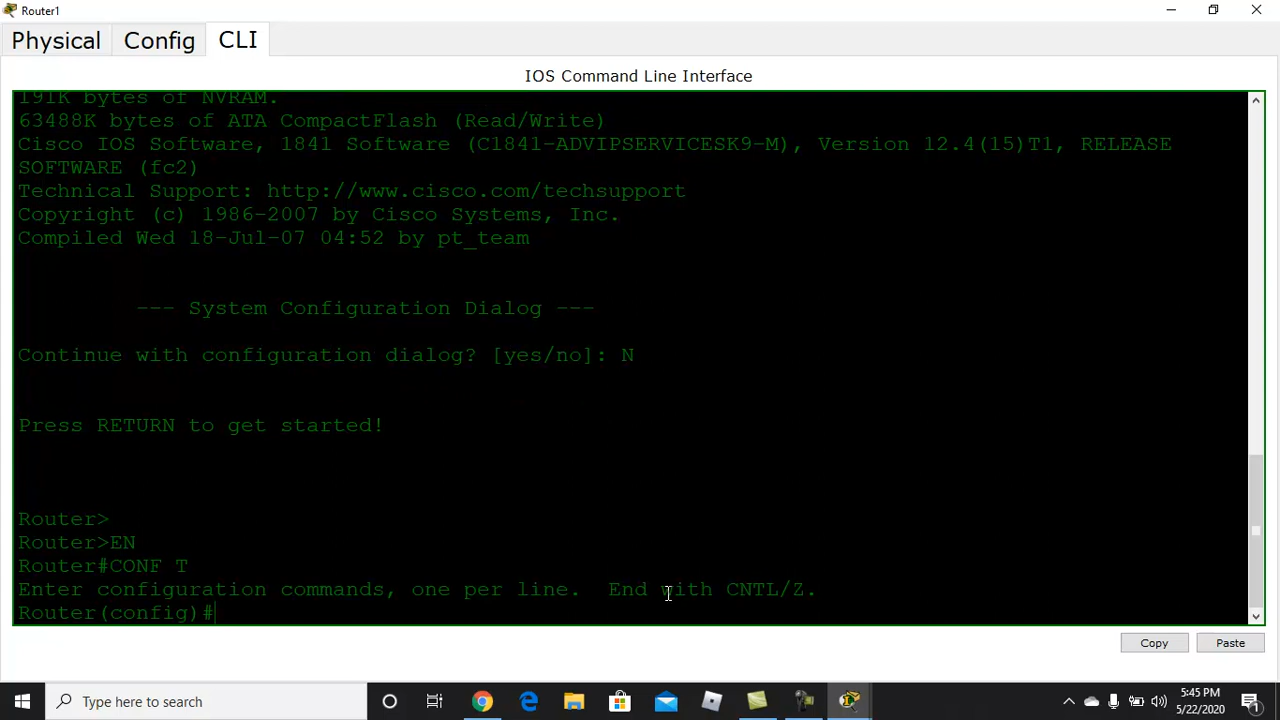 Router1
Physical Config CLI
IOS Command Line Interface
191K bytes of NVRAM.
63488K bytes of ATA CompactFlash (Read/Write)
Cisco IOS Software, 1841 Software (C1841-ADVIPSERVICESK9-M), Version 12.4(15)T1, RELEASE
SOFTWARE (fc2)
Technical Support: http://www.cisco.com/techsupport
Copyright (c) 1986-2007 by Cisco Systems, Inc.
Compiled Wed 18-Jul-07 04:52 by pt_team
--- System Configuration Dialog ---
Continue with configuration dialog? [yes/no]: N
Press RETURN to get started!
Router>
Router>EN
Router#CONF T
Enter configuration commands, one per line.  End with CNTL/Z.
Router(config)#
Copy Paste
Type here to search
5:45 PM
5/22/2020
1